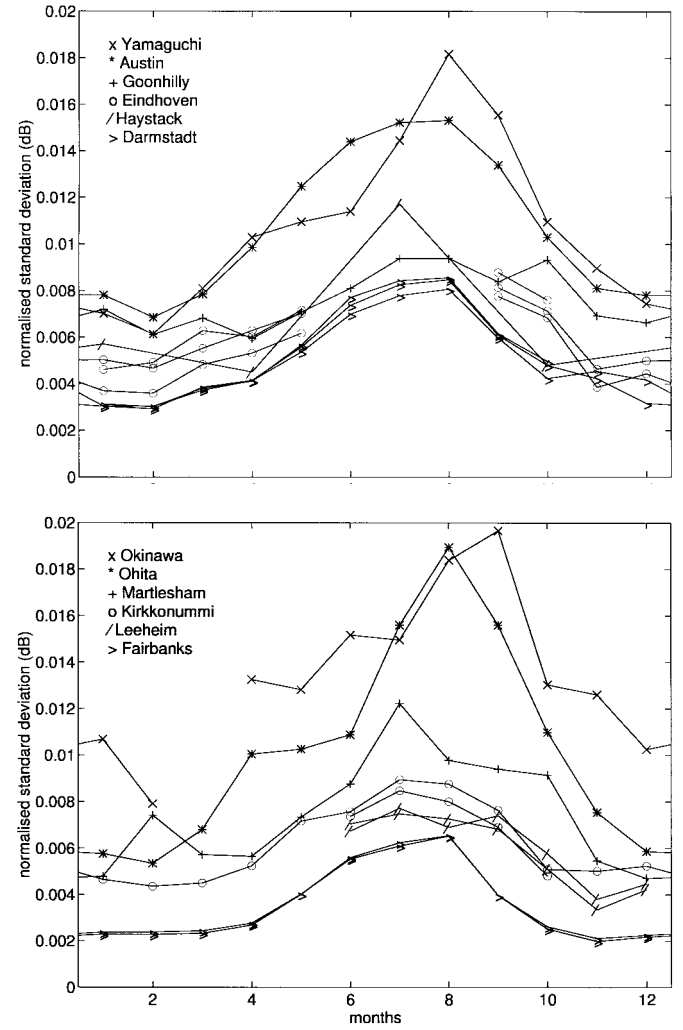 0.02
0.018
0.016
0.014
0.012
0.01
0.008
0.006
0.004
0.002
0
normalised standard deviation (dB)
x Yamaguchi
* Austin
+ Goonhilly
o Eindhoven
/ Haystack
> Darmstadt
0.02
0.018
0.016
0.014
0.012
0.01
0.008
0.006
0.004
0.002
0
normalised standard deviation (dB)
x Okinawa
* Ohita
+ Martlesham
o Kirkkonummi
/ Leeheim
> Fairbanks
2 4 6 8 10 12
months